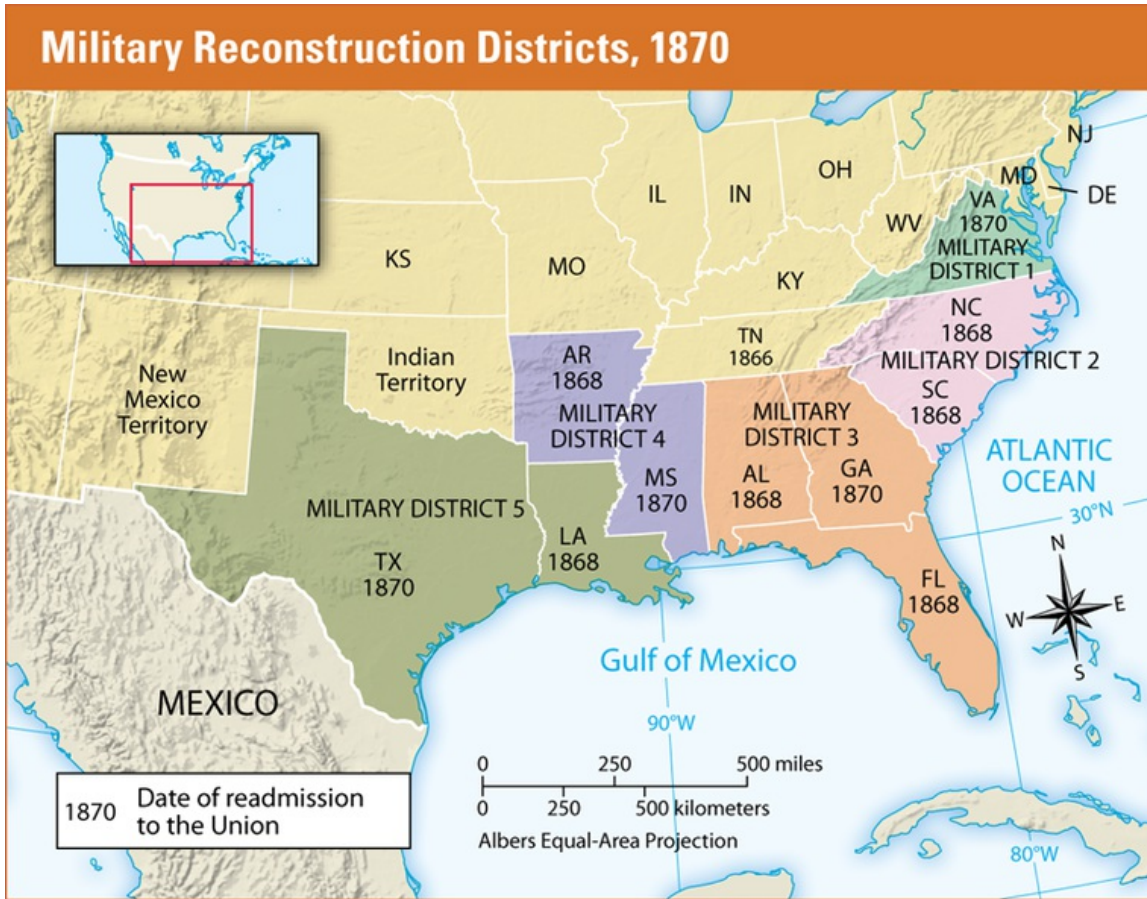 Military Reconstruction Districts, 1870
NJ
OH
MD
IL
IN
DE
VA
1870
WV
MILITARY
DISTRICT 1
KS
MO
KY
NC
1868
TN
1866
AR
1868
Indian
Territory
MILITARY DISTRICT 2
New
Mexico
Territory
SC
1868
MILITARY
DISTRICT 4
MILITARY
DISTRICT 3
ATLANTIC
OCEAN
MS
1870
AL
1868
GA
1870
MILITARY DISTRICT 5
30°N
LA
1868
TX
1870
N
FL
1868
W
E
S
Gulf of Mexico
MEXICO
90°W
0 250 500 miles
0 250 500 kilometers
Albers Equal-Area Projection
1870 Date of readmission
to the Union
80°W